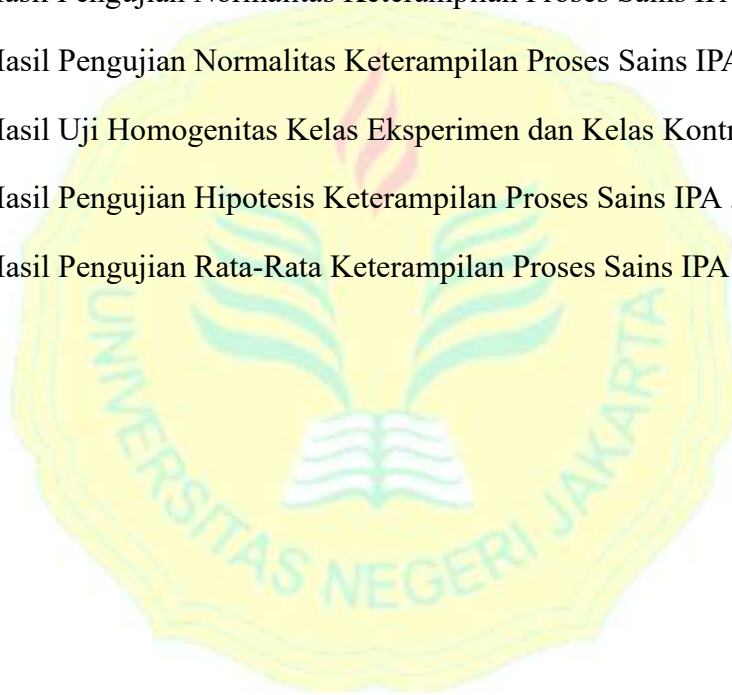 Hasil Pengujian Normalitas Keterampilan Proses Sains
Hasil Pengujian Normalitas Keterampilan Proses Sains IPA
Hasil Uji Homogenitas Kelas Eksperimen dan Kelas Kontr
Hasil Pengujian Hipotesis Keterampilan Proses Sains IPA .
Hasil Pengujian Rata-Rata Keterampilan Proses Sains IPA
UNIVERSITAS NEGERI JAKARTA